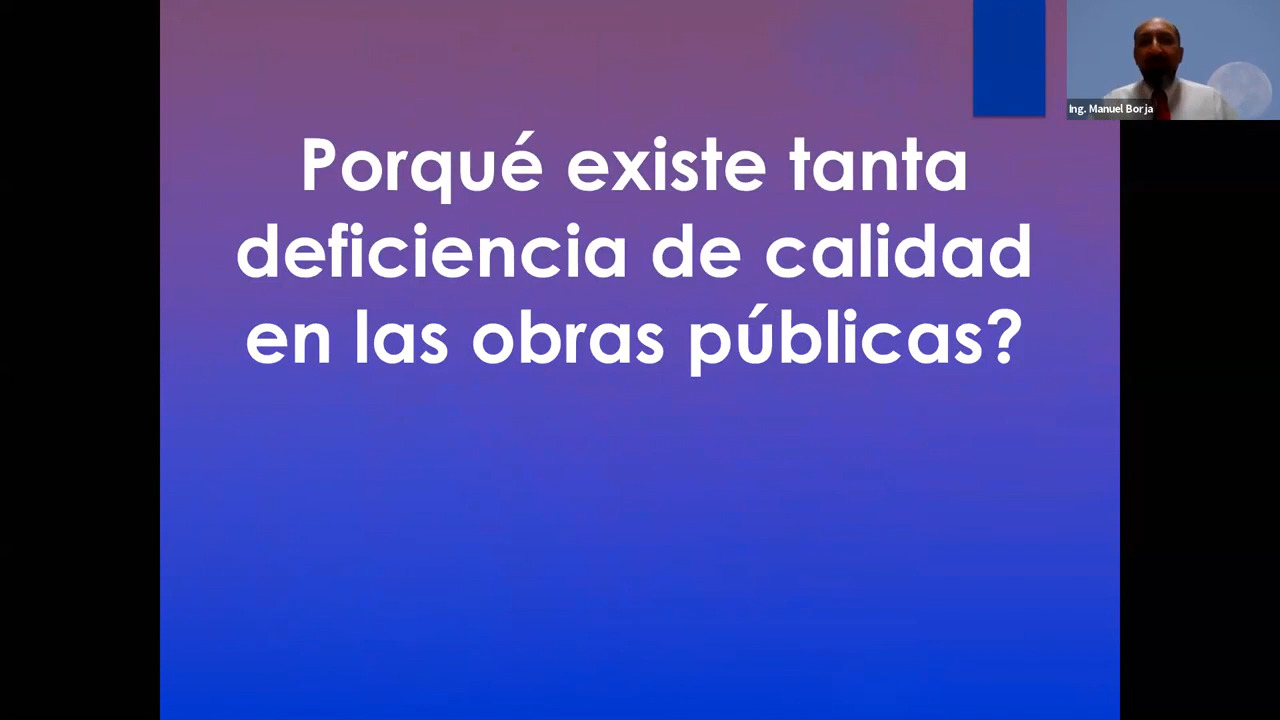 Porqué existe tanta
deficiencia de calidad
en las obras públicas?
Ing. Manuel Borja